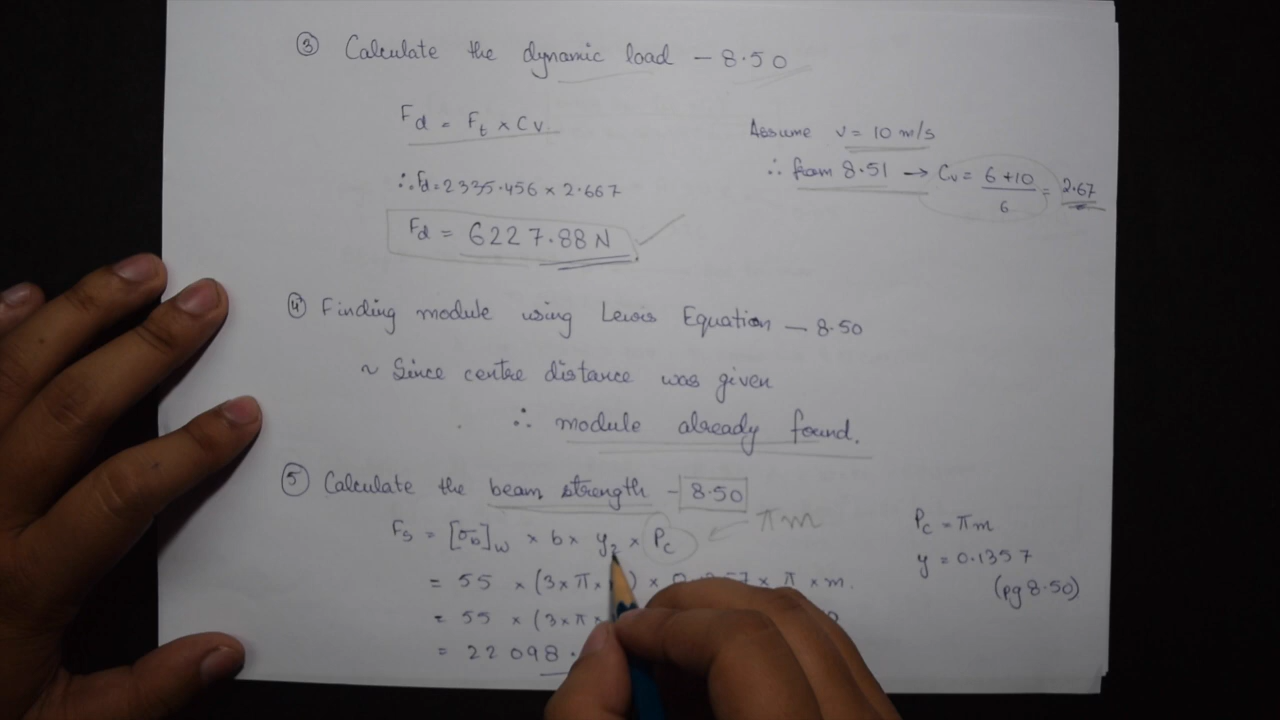 ③ Calculate the dynamic load - 8.50
Fd = Ft × Cv.
Assume v = 10 m/s
∴ from 8.51 → Cv = 6 + 10 / 6 = 2.67
∴ Fd = 2335.456 × 2.667
Fd = 6227.88 N
④ Finding module using Lewis Equation - 8.50
~ Since centre distance was given
∴ module already found.
⑤ Calculate the beam strength - 8.50
Fs = [σb]w × b × y2 × Pc ← πm
Pc = πm
= 55 × (3 × π × ) × × π × m.
y = 0.1357
(pg 8.50)
= 55 × (3 × π ×
= 22098.